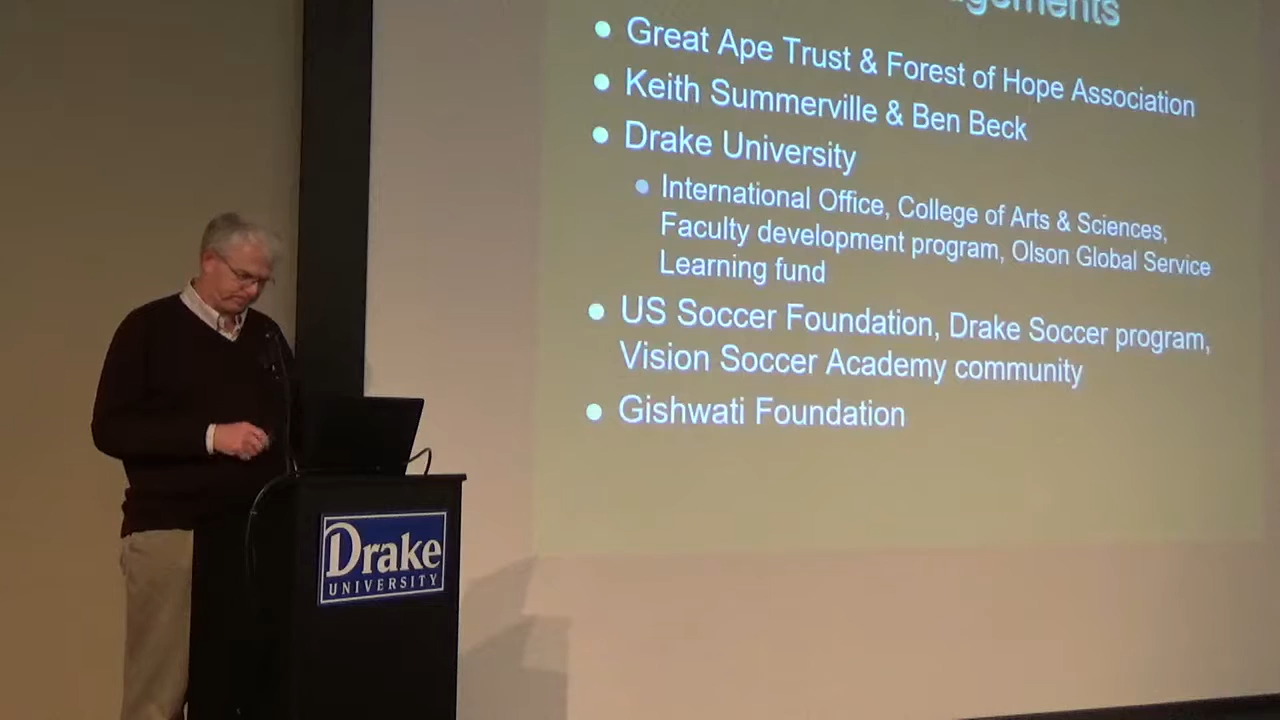 • Great Ape Trust & Forest of Hope Association
• Keith Summerville & Ben Beck
• Drake University
• International Office, College of Arts & Sciences,
Faculty development program, Olson Global Service
Learning fund
• US Soccer Foundation, Drake Soccer program,
Vision Soccer Academy community
• Gishwati Foundation
Drake
UNIVERSITY